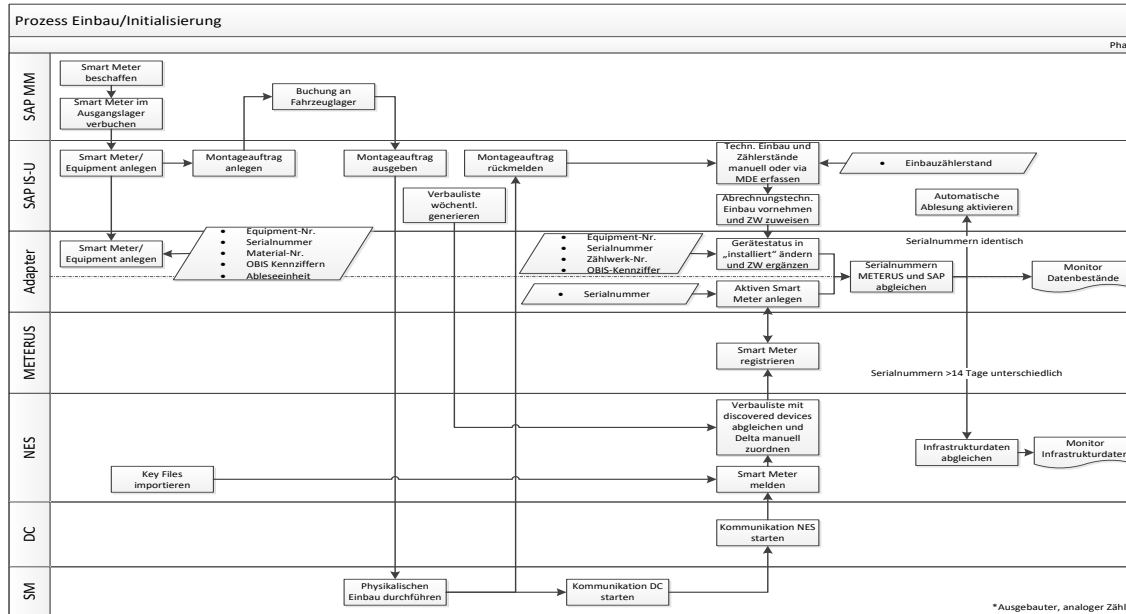 Prozess Einbau/Initialisierung
Pha
SAP MM
Smart Meter
beschaffen
Smart Meter im
Ausgangslager
verbuchen
Buchung an
Fahrzeuglager
SAP IS-U
Smart Meter/
Equipment anlegen
Montageauftrag
anlegen
Montageauftrag
ausgeben
Montageauftrag
rückmelden
Techn. Einbau und
Zählerstände
manuell oder via
MDE erfassen
• Einbauzählerstand
Verbauliste
wöchentl.
generieren
Abrechnungstechn.
Einbau vornehmen
und ZW zuweisen
Automatische
Ablesung aktivieren
Adapter
Smart Meter/
Equipment anlegen
• Equipment-Nr.
• Serialnummer
• Material-Nr.
• OBIS Kennziffern
• Ableseeinheit
• Equipment-Nr.
• Serialnummer
• Zählwerk-Nr.
• OBIS-Kennziffer
Gerätestatus in
„installiert" ändern
und ZW ergänzen
Serialnummern identisch
Serialnummern
METERUS und SAP
abgleichen
Monitor
Datenbestände
• Serialnummer
Aktiven Smart
Meter anlegen
METERUS
Smart Meter
registrieren
Serialnummern >14 Tage unterschiedlich
NES
Verbauliste mit
discovered devices
abgleichen und
Delta manuell
zuordnen
Infrastrukturdaten
abgleichen
Monitor
Infrastrukturdaten
Key Files
importieren
Smart Meter
melden
DC
Kommunikation NES
starten
SM
Physikalischen
Einbau durchführen
Kommunikation DC
starten
*Ausgebauter, analoger Zähl